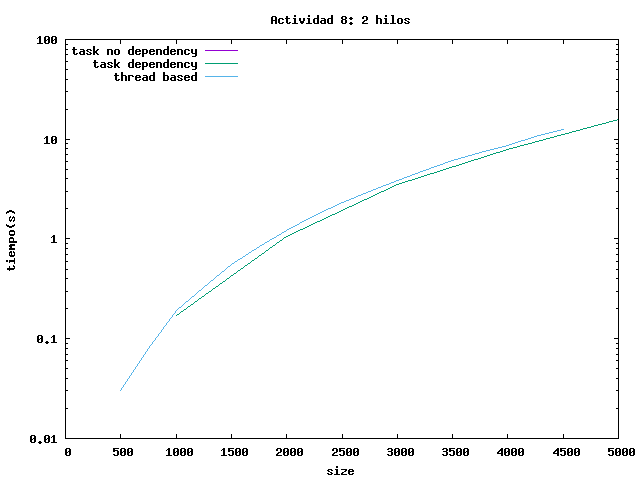 Actividad 8: 2 hilos
task no dependency
task dependency
thread based
100
10
1
0.1
0.01
tiempo(s)
0 500 1000 1500 2000 2500 3000 3500 4000 4500 5000
size